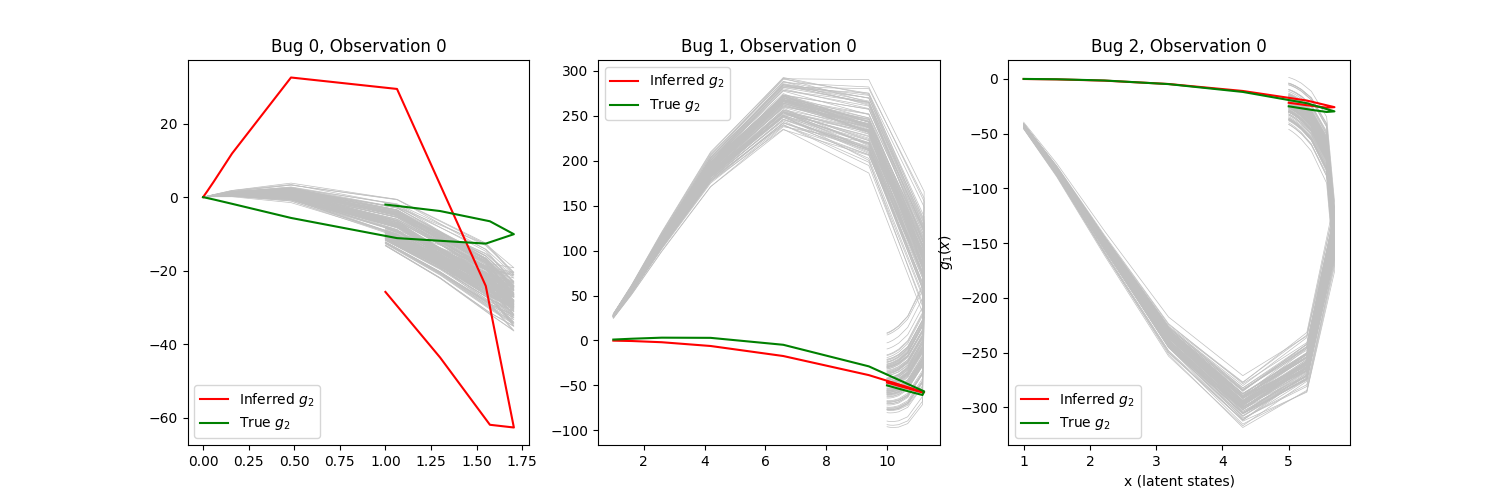 Bug 0, Observation 0
20
0
−20
−40
−60
0.00 0.25 0.50 0.75 1.00 1.25 1.50 1.75
Inferred g₂
True g₂
Bug 1, Observation 0
300
250
200
150
100
50
0
−50
−100
2 4 6 8 10
Inferred g₂
True g₂
Bug 2, Observation 0
g₁(x)
0
−50
−100
−150
−200
−250
−300
1 2 3 4 5
x (latent states)
Inferred g₂
True g₂